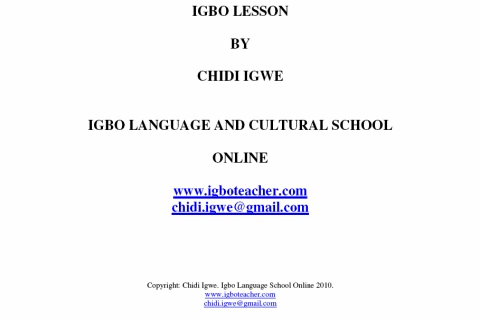 IGBO LESSON
BY
CHIDI IGWE
IGBO LANGUAGE AND CULTURAL SCHOOL
ONLINE
www.igboteacher.com
chidi.igwe@gmail.com
Copyright: Chidi Igwe. Igbo Language School Online 2010.
www.igboteacher.com
chidi.igwe@gmail.com